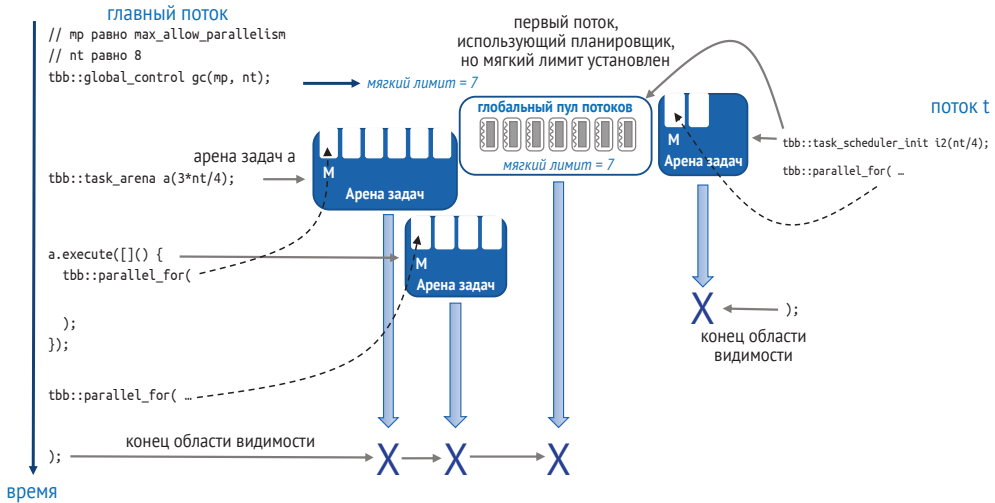 главный поток
// mp равно max_allow_parallelism
// nt равно 8
tbb::global_control gc(mp, nt);
мягкий лимит = 7
первый поток,
использующий планировщик,
но мягкий лимит установлен
глобальный пул потоков
мягкий лимит = 7
поток t
M
Арена задач
tbb::task_scheduler_init i2(nt/4);
tbb::parallel_for( …
арена задач a
tbb::task_arena a(3*nt/4);
M
Арена задач
a.execute([]() {
tbb::parallel_for(
M
Арена задач
);
});
X
);
конец области
видимости
tbb::parallel_for( …
конец области видимости
);
X
X
X
время